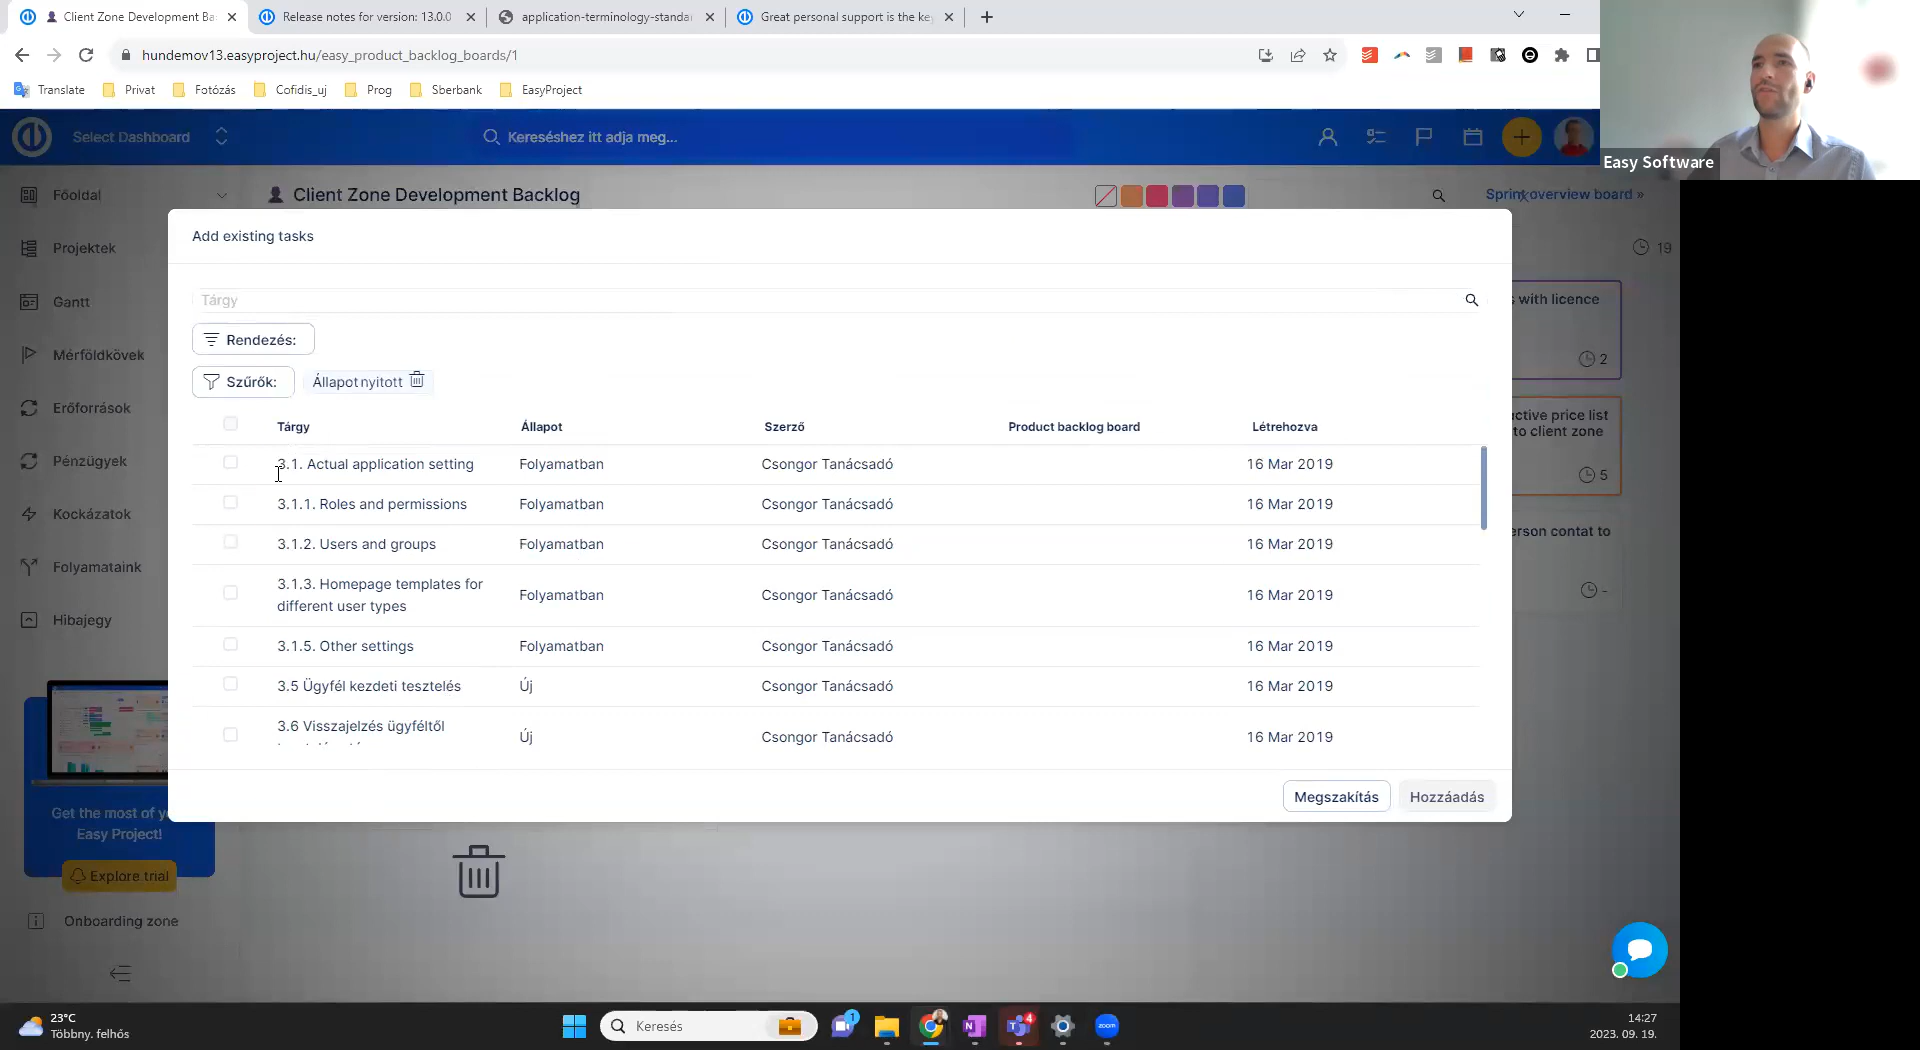 Client Zone Development Ba
Release notes for version: 13.0.0
application-terminology-standa
Great personal support is the ke
hundemov13.easyproject.hu/easy_product_backlog_boards/1
Translate
Privat
Fotózás
Cofidis_uj
Prog
Sberbank
EasyProject
Select Dashboard
Kereséshez itt adja meg...
Easy Software
Főoldal
Client Zone Development Backlog
Sprint overview board »
Projektek
Gantt
Mérföldkövek
Erőforrások
Pénzügyek
Kockázatok
Folyamataink
Hibajegy
Get the most of yo
Easy Project!
Explore trial
Onboarding zone
19
s with licence
2
active price list
to client zone
5
erson contat to
-
Add existing tasks
Tárgy
Rendezés:
Szűrők:
Állapot nyitott
Tárgy Állapot Szerző Product backlog board Létrehozva
3.1. Actual application setting Folyamatban Csongor Tanácsadó 16 Mar 2019
3.1.1. Roles and permissions Folyamatban Csongor Tanácsadó 16 Mar 2019
3.1.2. Users and groups Folyamatban Csongor Tanácsadó 16 Mar 2019
3.1.3. Homepage templates for
different user types Folyamatban Csongor Tanácsadó 16 Mar 2019
3.1.5. Other settings Folyamatban Csongor Tanácsadó 16 Mar 2019
3.5 Ügyfél kezdeti tesztelés Új Csongor Tanácsadó 16 Mar 2019
3.6 Visszajelzés ügyféltől
Új Csongor Tanácsadó 16 Mar 2019
Megszakítás
Hozzáadás
23°C
Többny. felhős
Keresés
1
4
zoom
14:27
2023. 09. 19.